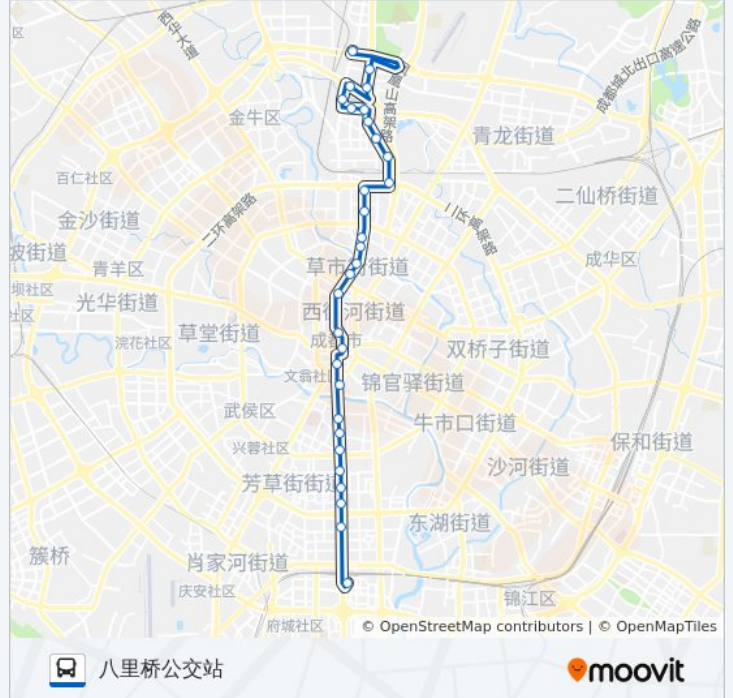 西华大道
成都城北出口高速公路
金牛区
凤凰山高架路
青龙街道
百仁社区
二仙桥街道
金沙街道
二环高架路
二环高架路
坡街道
青羊区
草市
街街道
成华区
坝社区
光华街道
社区
西
河街道
草堂街道
浣花社区
成都市
双桥子街道
文翁社
锦官驿街道
武侯区
牛市口街道
兴蓉社区
保和街道
芳草街街道
沙河街道
东湖街道
簇桥
肖家河街道
庆安社区
锦江区
府城社区
© OpenStreetMap contributors | © OpenMapTiles
八里桥公交站
moovit